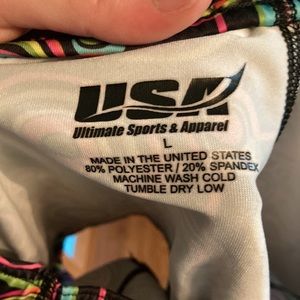 USA
Ultimate Sports & Apparel
L
MADE IN THE UNITED STATES
80% POLYESTER / 20% SPANDEX
MACHINE WASH COLD
TUMBLE DRY LOW